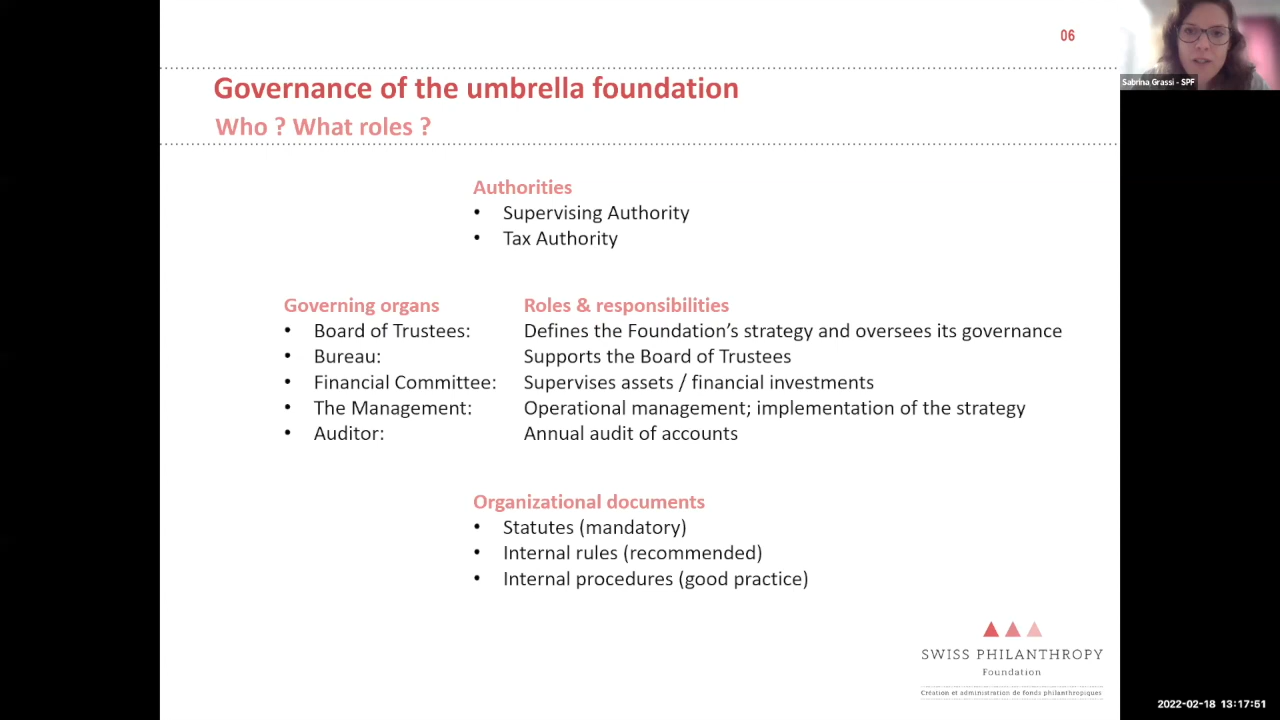 06
Sabrina Grassi - SPF
Governance of the umbrella foundation
Who ? What roles ?
Authorities
• Supervising Authority
• Tax Authority
Governing organs Roles & responsibilities
• Board of Trustees: Defines the Foundation's strategy and oversees its governance
• Bureau: Supports the Board of Trustees
• Financial Committee: Supervises assets / financial investments
• The Management: Operational management; implementation of the strategy
• Auditor: Annual audit of accounts
Organizational documents
• Statutes (mandatory)
• Internal rules (recommended)
• Internal procedures (good practice)
SWISS PHILANTHROPY
Foundation
Création et administration de fonds philanthropiques
2022-02-18 13:17:51